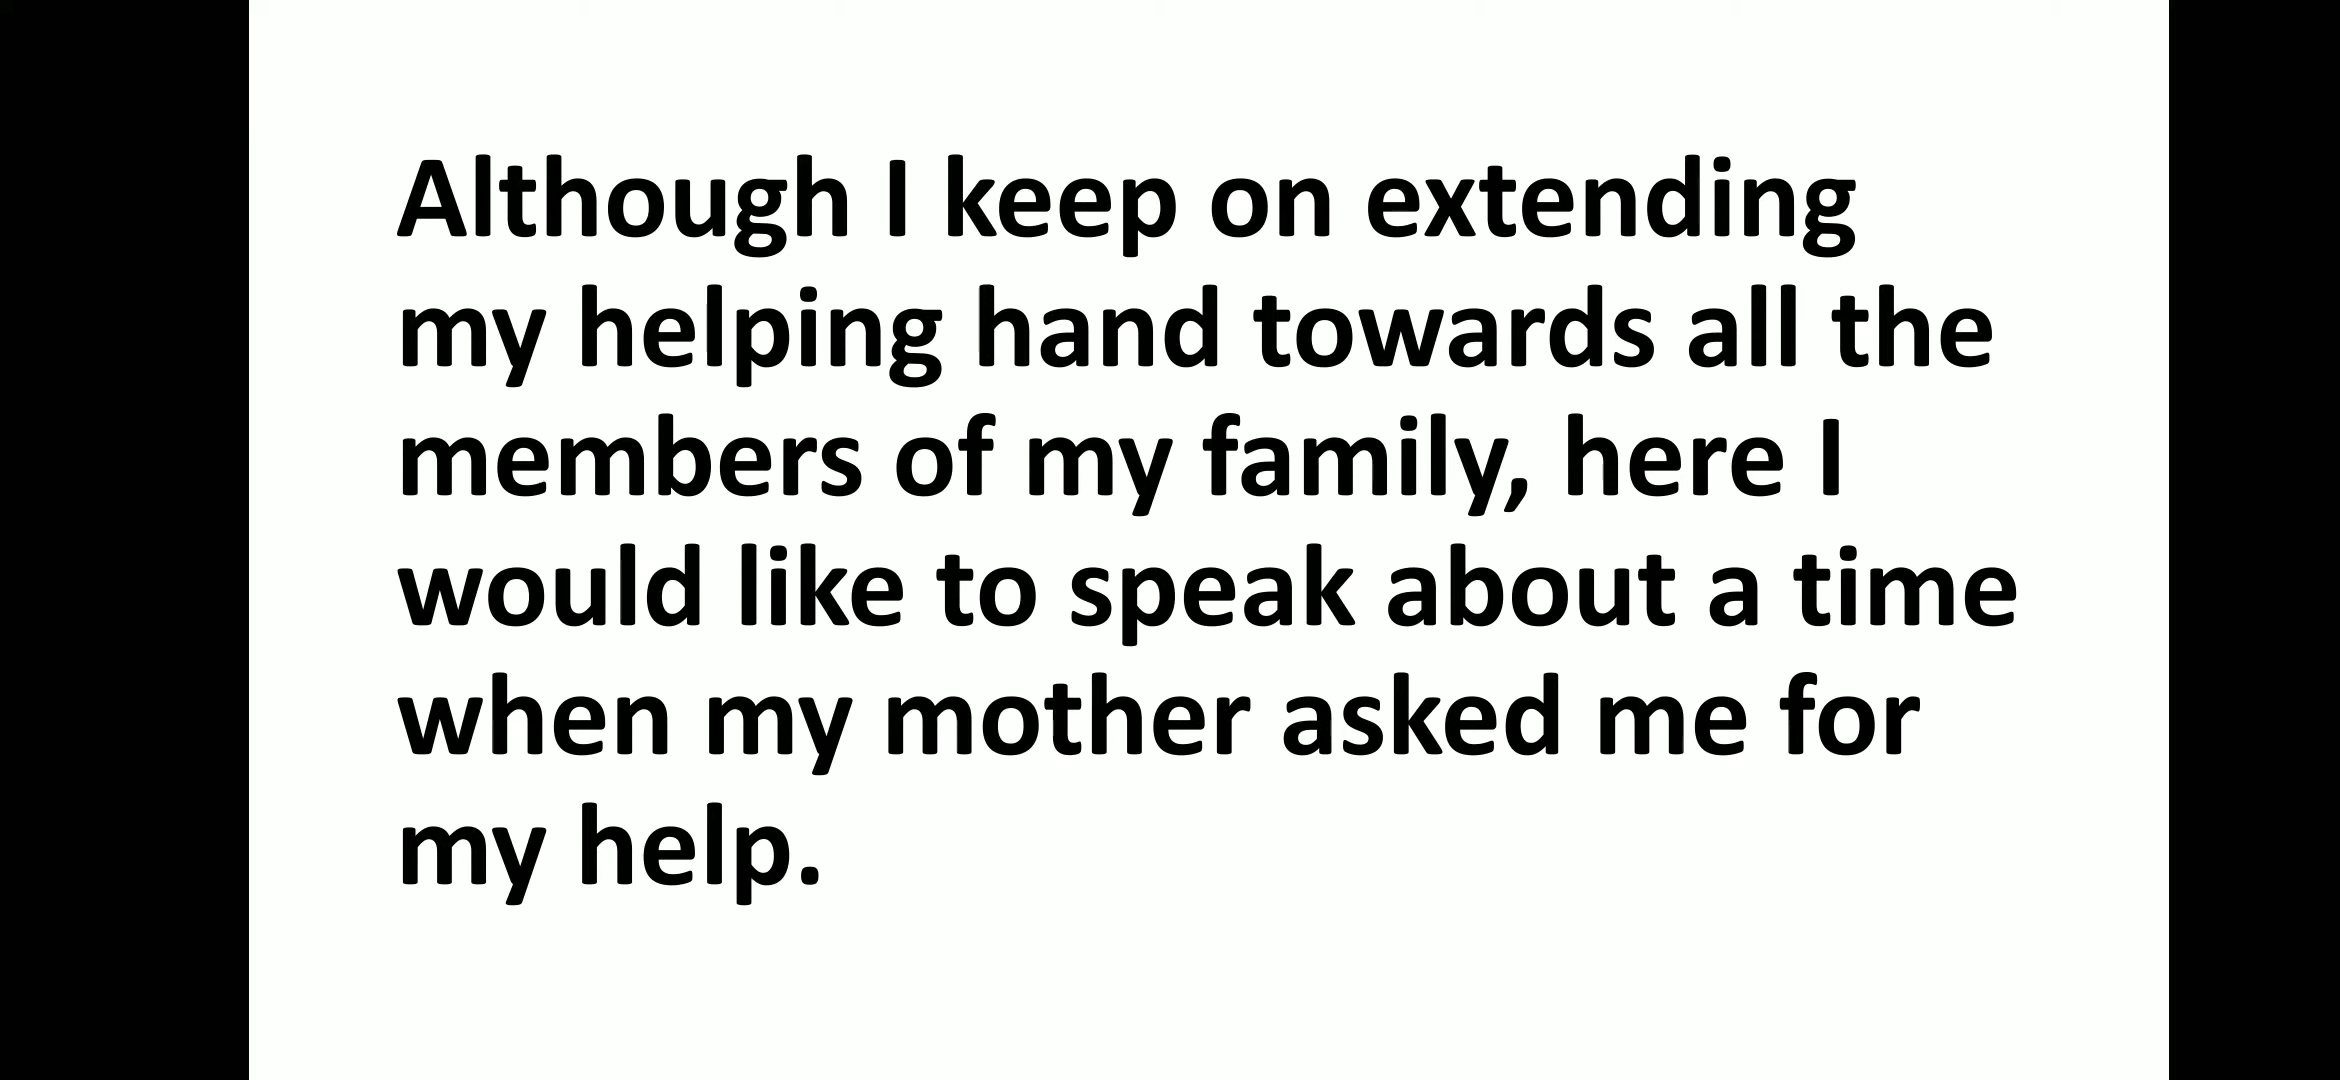 Although I keep on extending
my helping hand towards all the
members of my family, here I
would like to speak about a time
when my mother asked me for
my help.